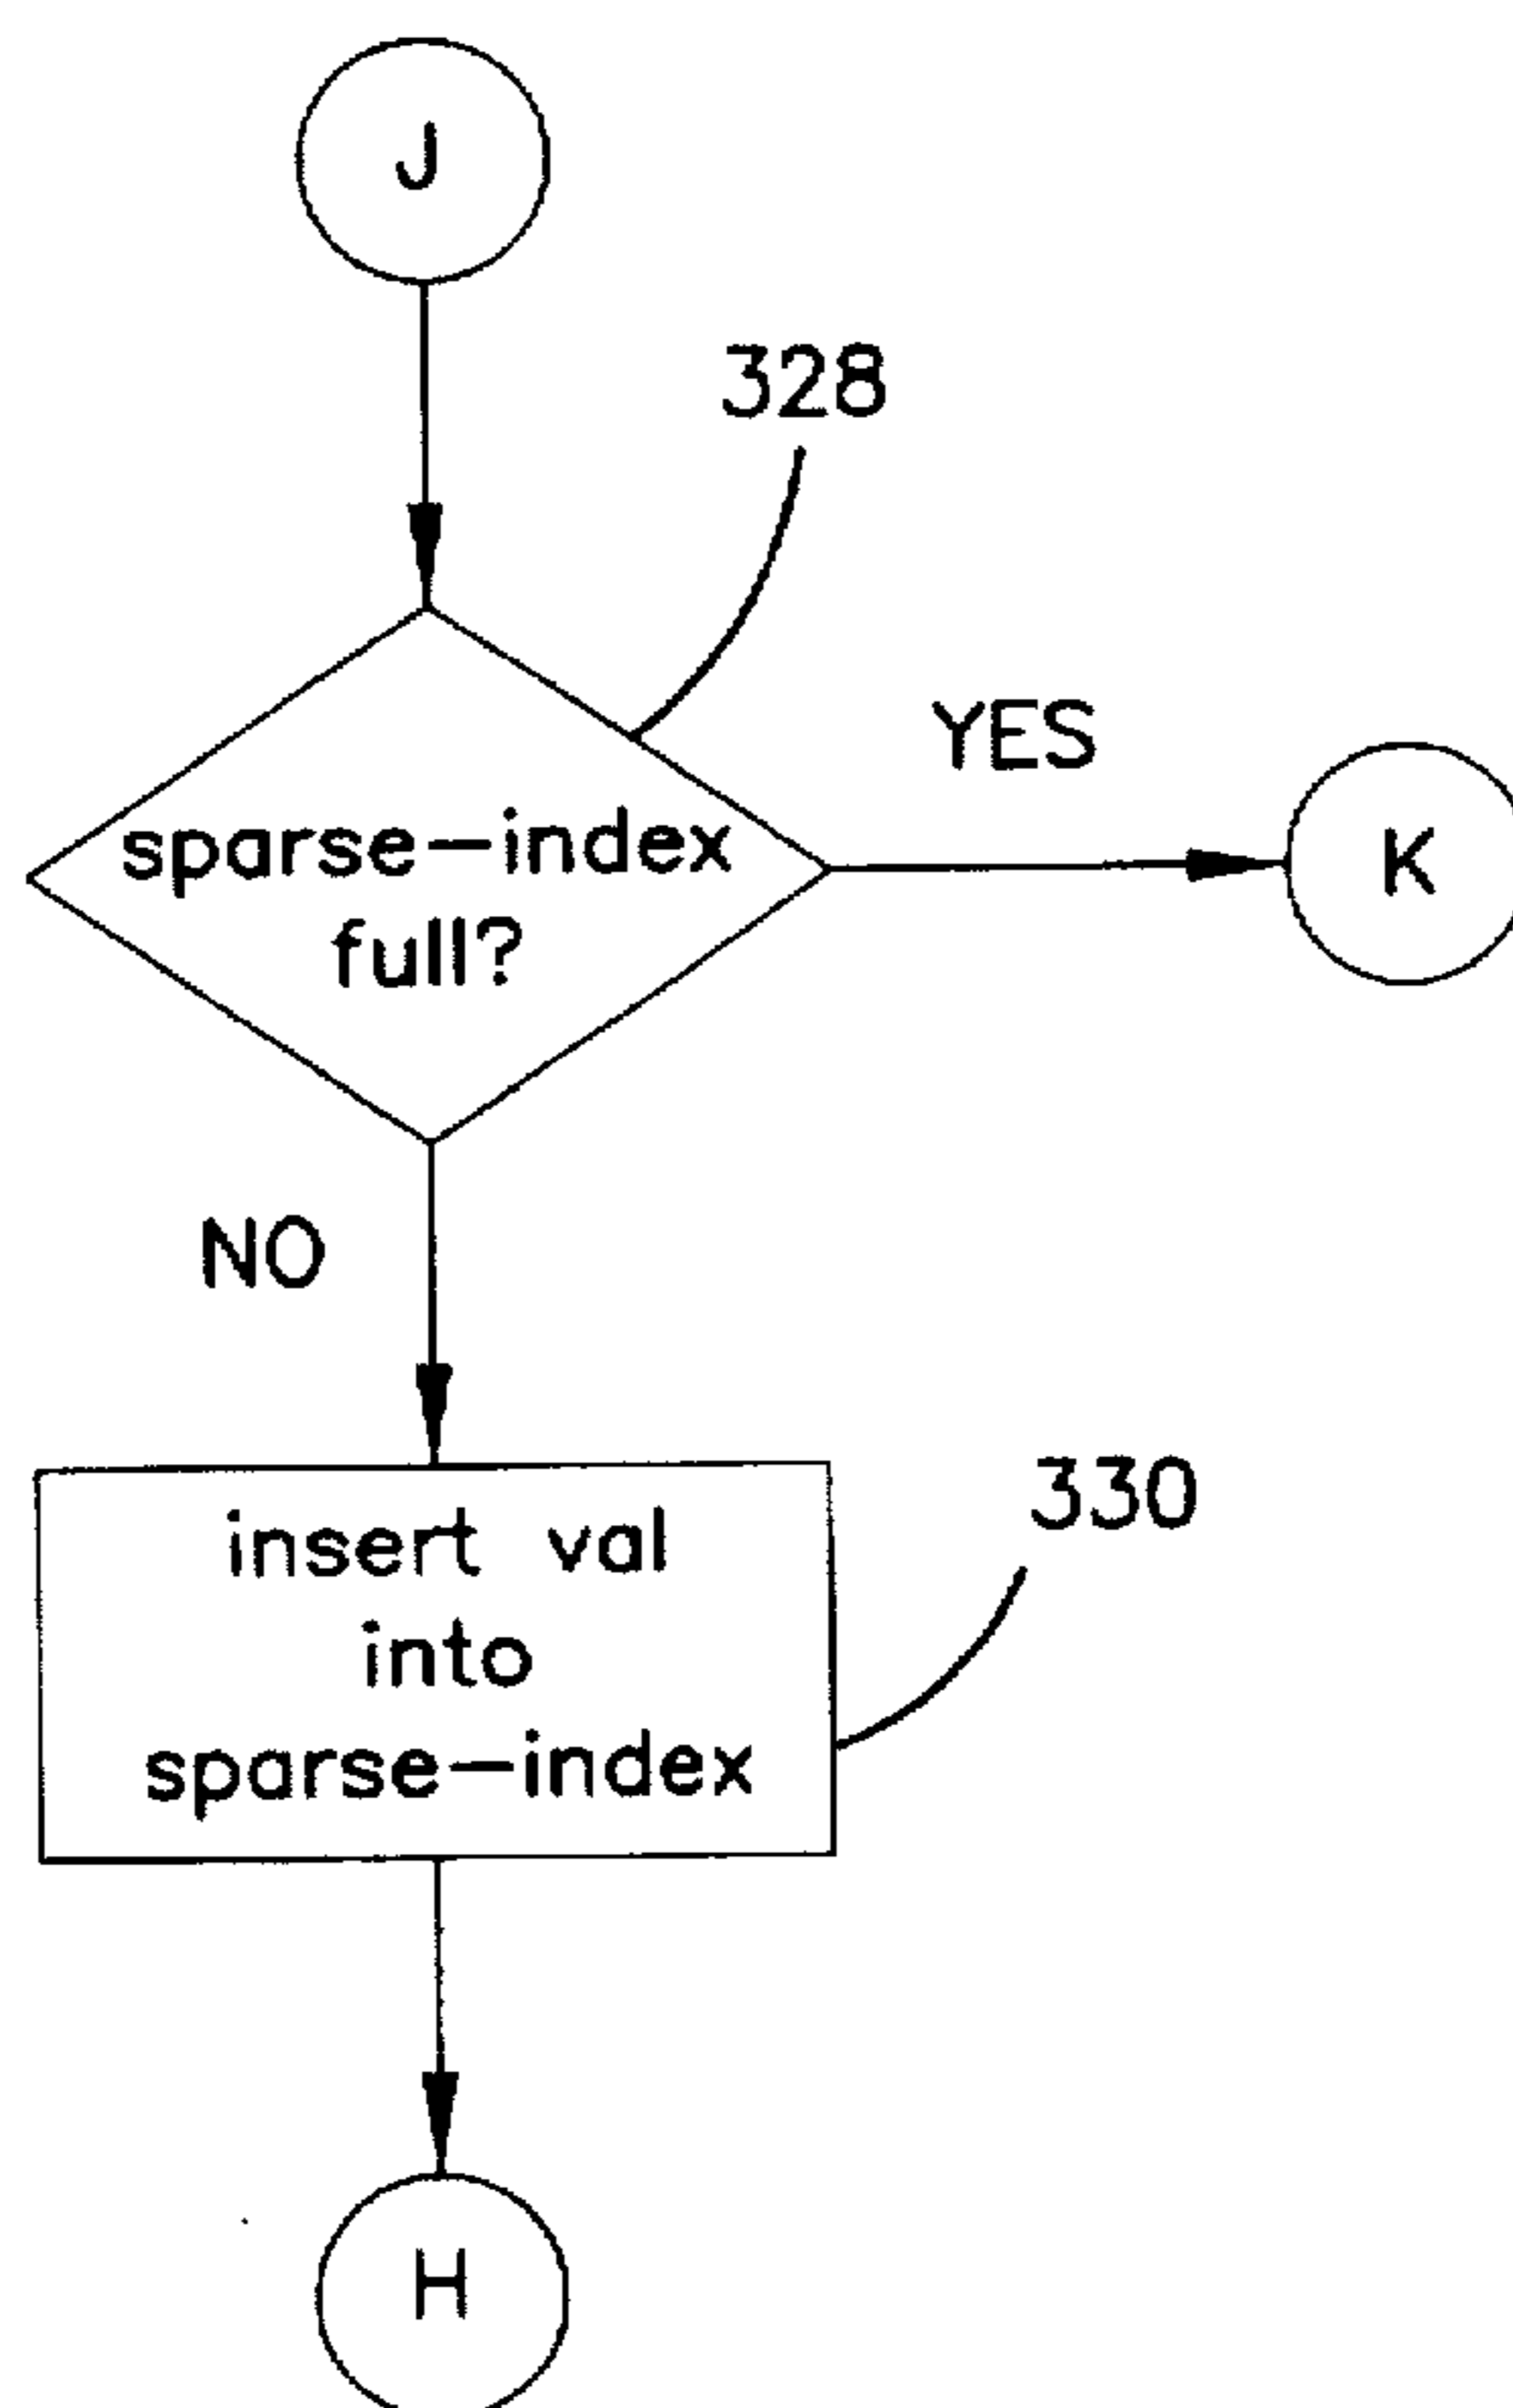 J
328
YES
sparse-index
full?
K
NO
insert val
into
sparse-index
330
H